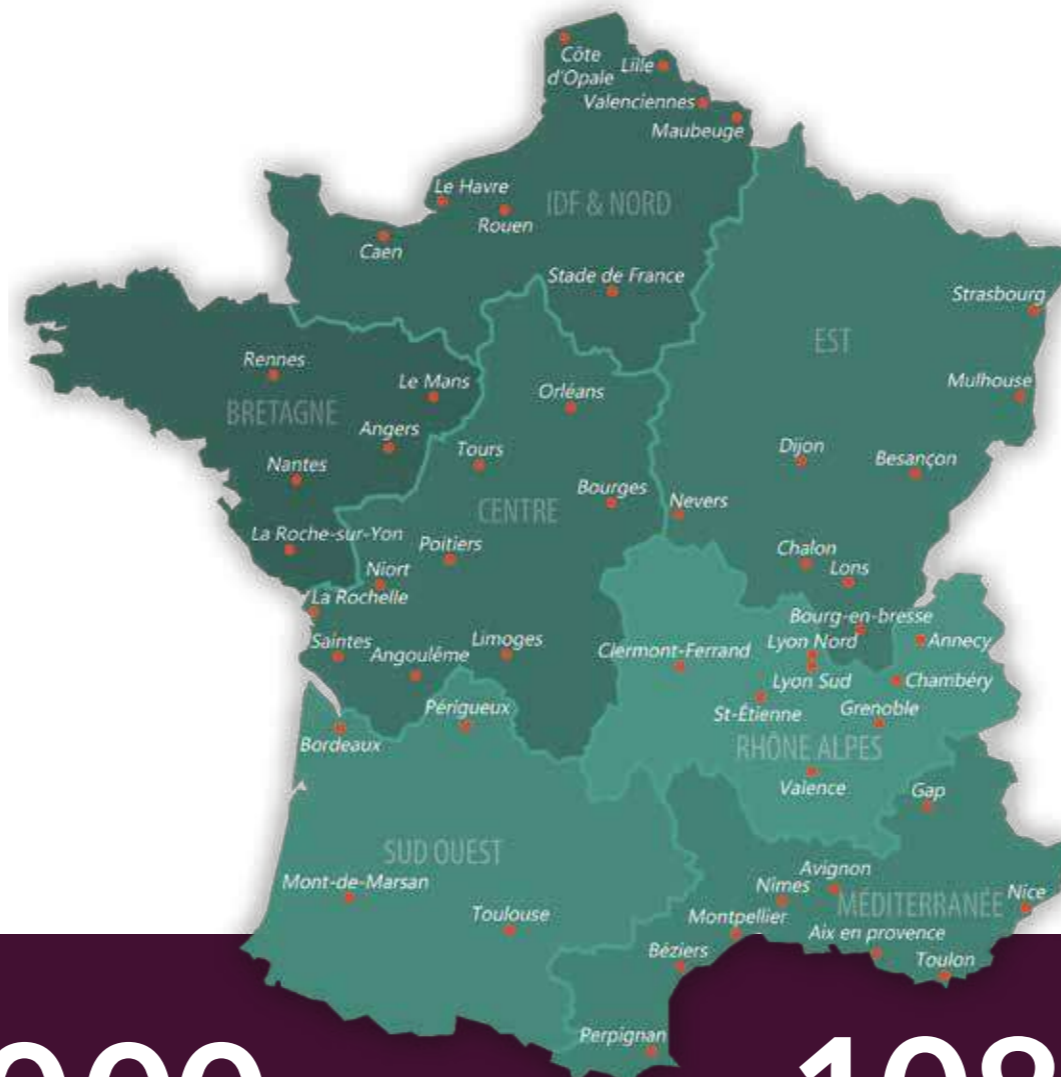 Côte
d'Opale
Lille
Valenciennes
Maubeuge
Le Havre
IDF & NORD
Rouen
Caen
Stade de France
Strasbourg
EST
Rennes
Le Mans
Orléans
Mulhouse
BRETAGNE
Angers
Tours
Dijon
Besançon
Nantes
Bourges
Nevers
CENTRE
La Roche-sur-Yon
Poitiers
Chalon
Niort
Lons
La Rochelle
Bourg-en-bresse
Saintes
Angoulême
Limoges
Clermont-Ferrand
Lyon Nord
Annecy
Lyon Sud
Chambéry
Périgueux
St-Étienne
Grenoble
Bordeaux
RHÔNE ALPES
Valence
Gap
SUD OUEST
Mont-de-Marsan
Avignon
Nîmes
MÉDITERRANÉE
Nice
Toulouse
Montpellier
Aix en provence
Béziers
Toulon
Perpignan